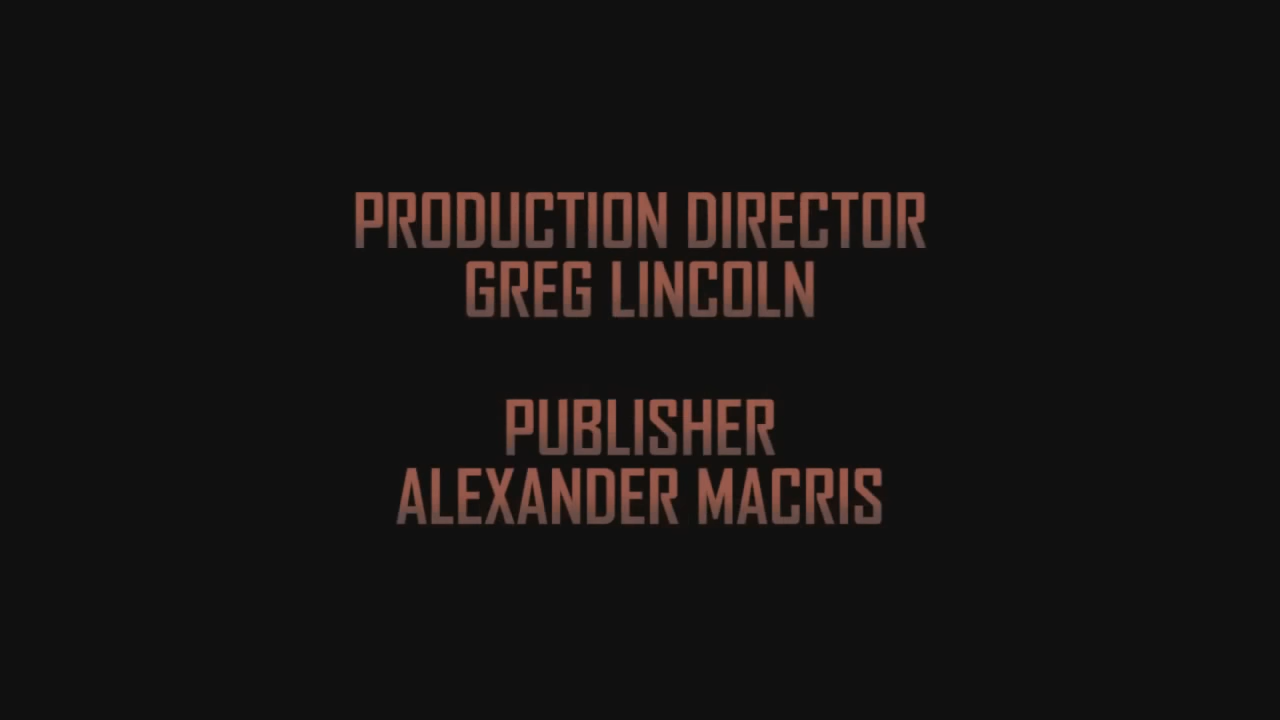 PRODUCTION DIRECTOR
GREG LINCOLN
PUBLISHER
ALEXANDER MACRIS